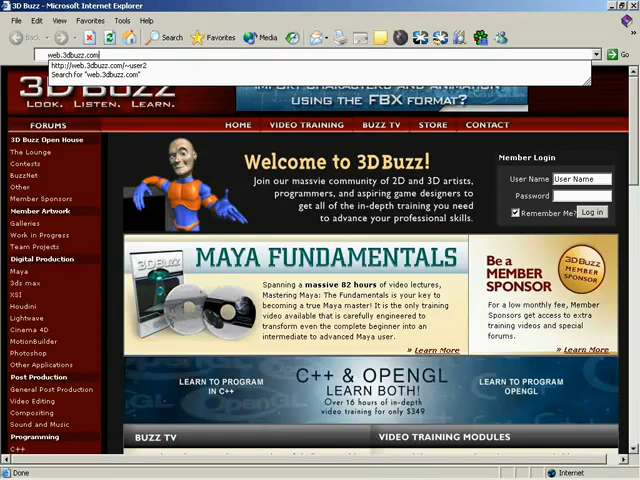 3D Buzz - Microsoft Internet Explorer
File Edit View Favorites Tools Help
Back Search Favorites Media
web.3dbuzz.com Go
http://web.3dbuzz.com/~user2
Search for "web.3dbuzz.com"
3D BUZZ
LOOK. LISTEN. LEARN.
USING THE FBX FORMAT?
FORUMS
HOME VIDEO TRAINING BUZZ TV STORE CONTACT
3D Buzz Open House
The Lounge
Contests
BuzzNet
Other
Member Sponsors
Member Artwork
Galleries
Work in Progress
Team Projects
Digital Production
Maya
3ds max
XSI
Houdini
Lightwave
Cinema 4D
MotionBuilder
Photoshop
Other Applications
Post Production
General Post Production
Video Editing
Compositing
Sound and Music
Programming
C++
Welcome to 3DBuzz!
Join our massvie community of 2D and 3D artists,
programmers, and aspiring game designers to
get all of the in-depth training you need
to advance your professional skills.
Member Login
User Name User Name
Password
Remember Me? Log in
3DBUZZ
MAYA FUNDAMENTALS
Spanning a massive 82 hours of video lectures,
Mastering Maya: The Fundamentals is your key to
becoming a true Maya master! It is the only training
video available that is carefully engineered to
transform even the complete beginner into an
intermediate to advanced Maya user.
» Learn More
Be a
MEMBER
SPONSOR
3D BUZZ
MEMBER
SPONSOR
For a low monthly fee, Member
Sponsors get access to extra
training videos and special
forums.
» Learn More
LEARN TO PROGRAM
IN C++
C++ & OPENGL
LEARN BOTH!
Over 16 hours of in-depth
video training for only $349
LEARN TO PROGRAM
OPENGL
BUZZ TV
VIDEO TRAINING MODULES
Done
Internet